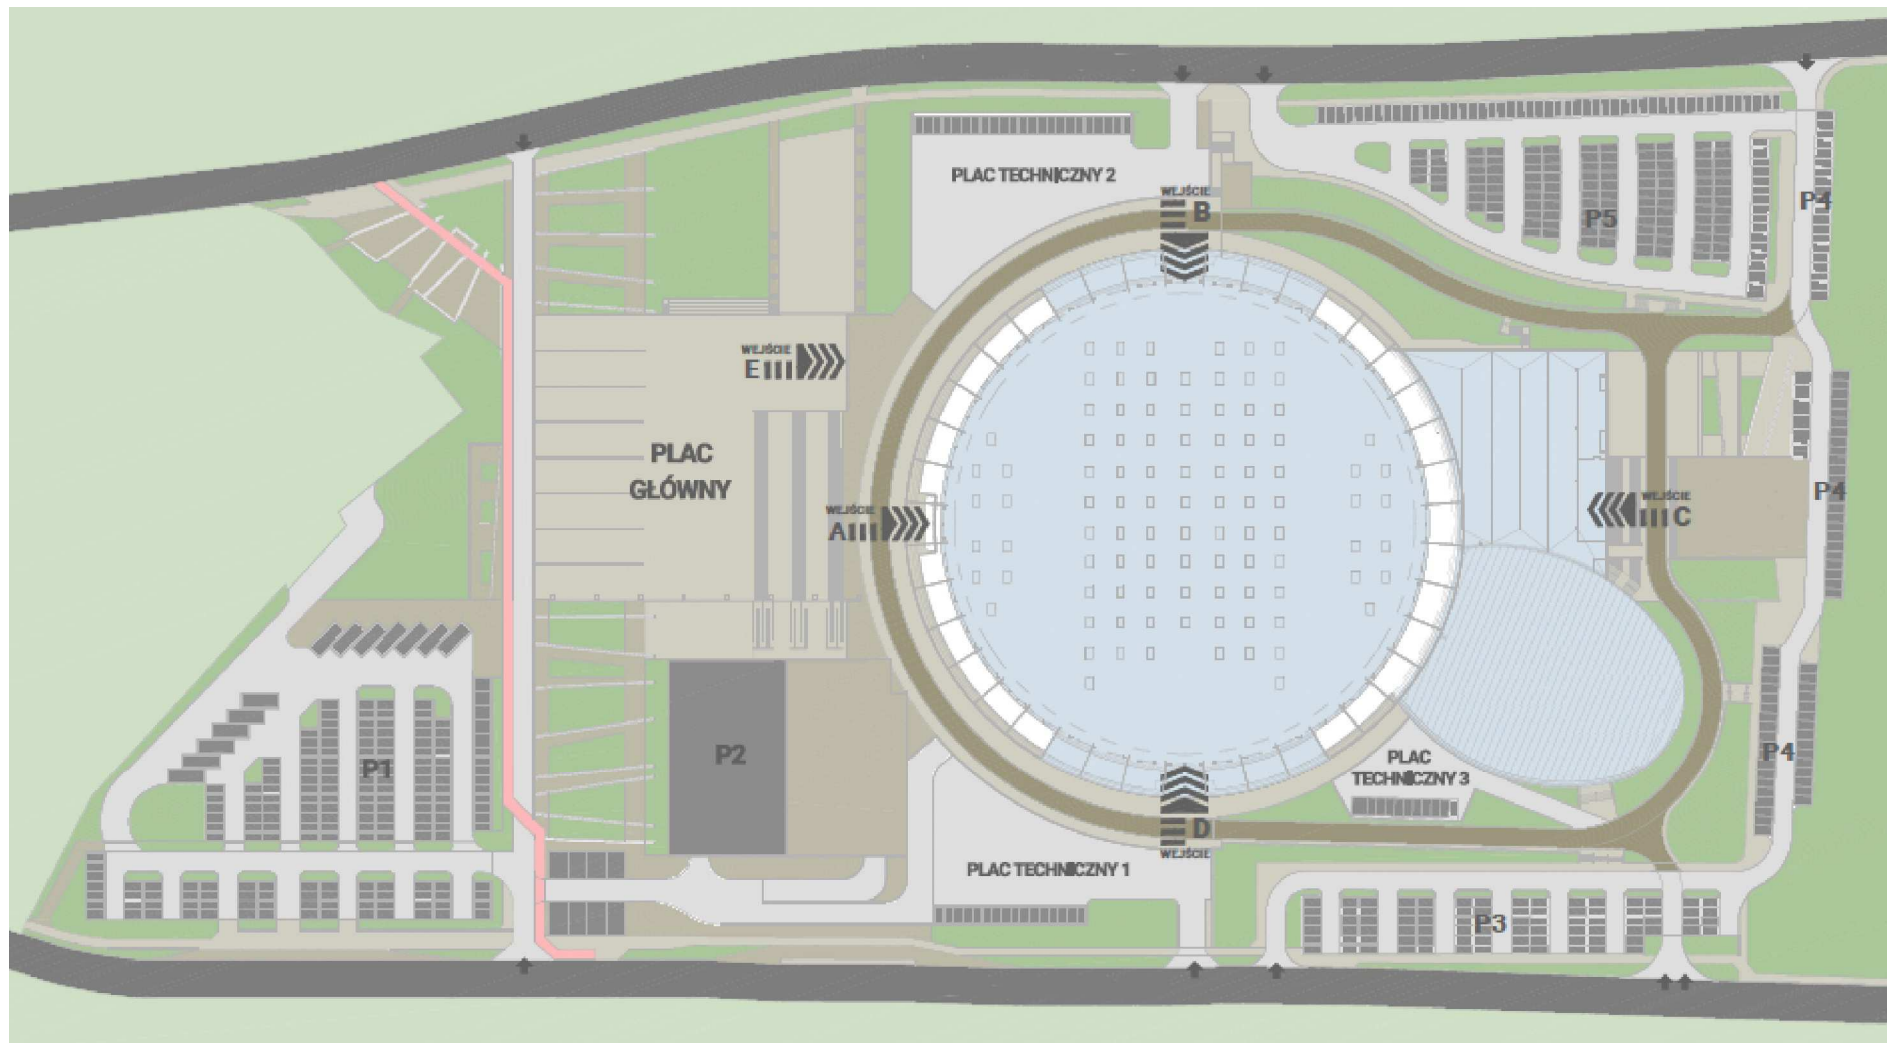 PLAC TECHNICZNY 2
WEJŚCIE
B
P5
P4
WEJŚCIE
E
PLAC
GŁÓWNY
WEJŚCIE
A
WEJŚCIE
C
P4
P1
P2
PLAC
TECHNICZNY 3
P4
D
WEJŚCIE
PLAC TECHNICZNY 1
P3